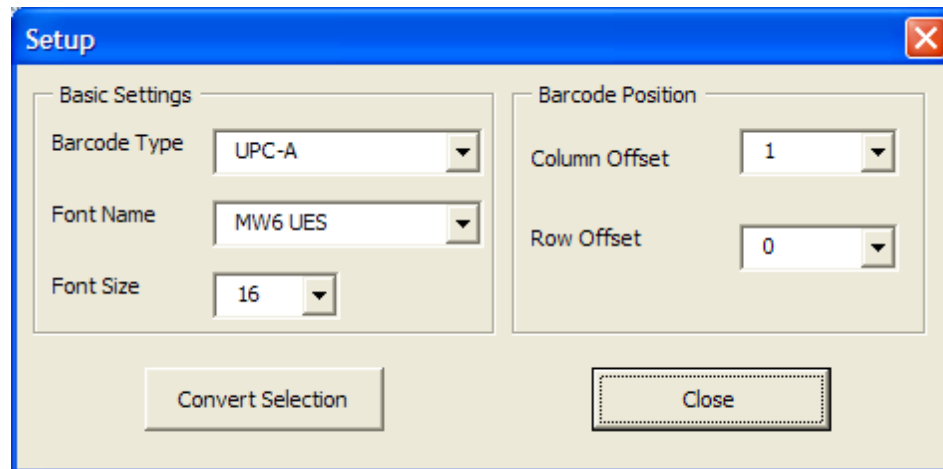 Setup
Basic Settings
Barcode Type UPC-A
Font Name MW6 UES
Font Size 16
Barcode Position
Column Offset 1
Row Offset 0
Convert Selection
Close